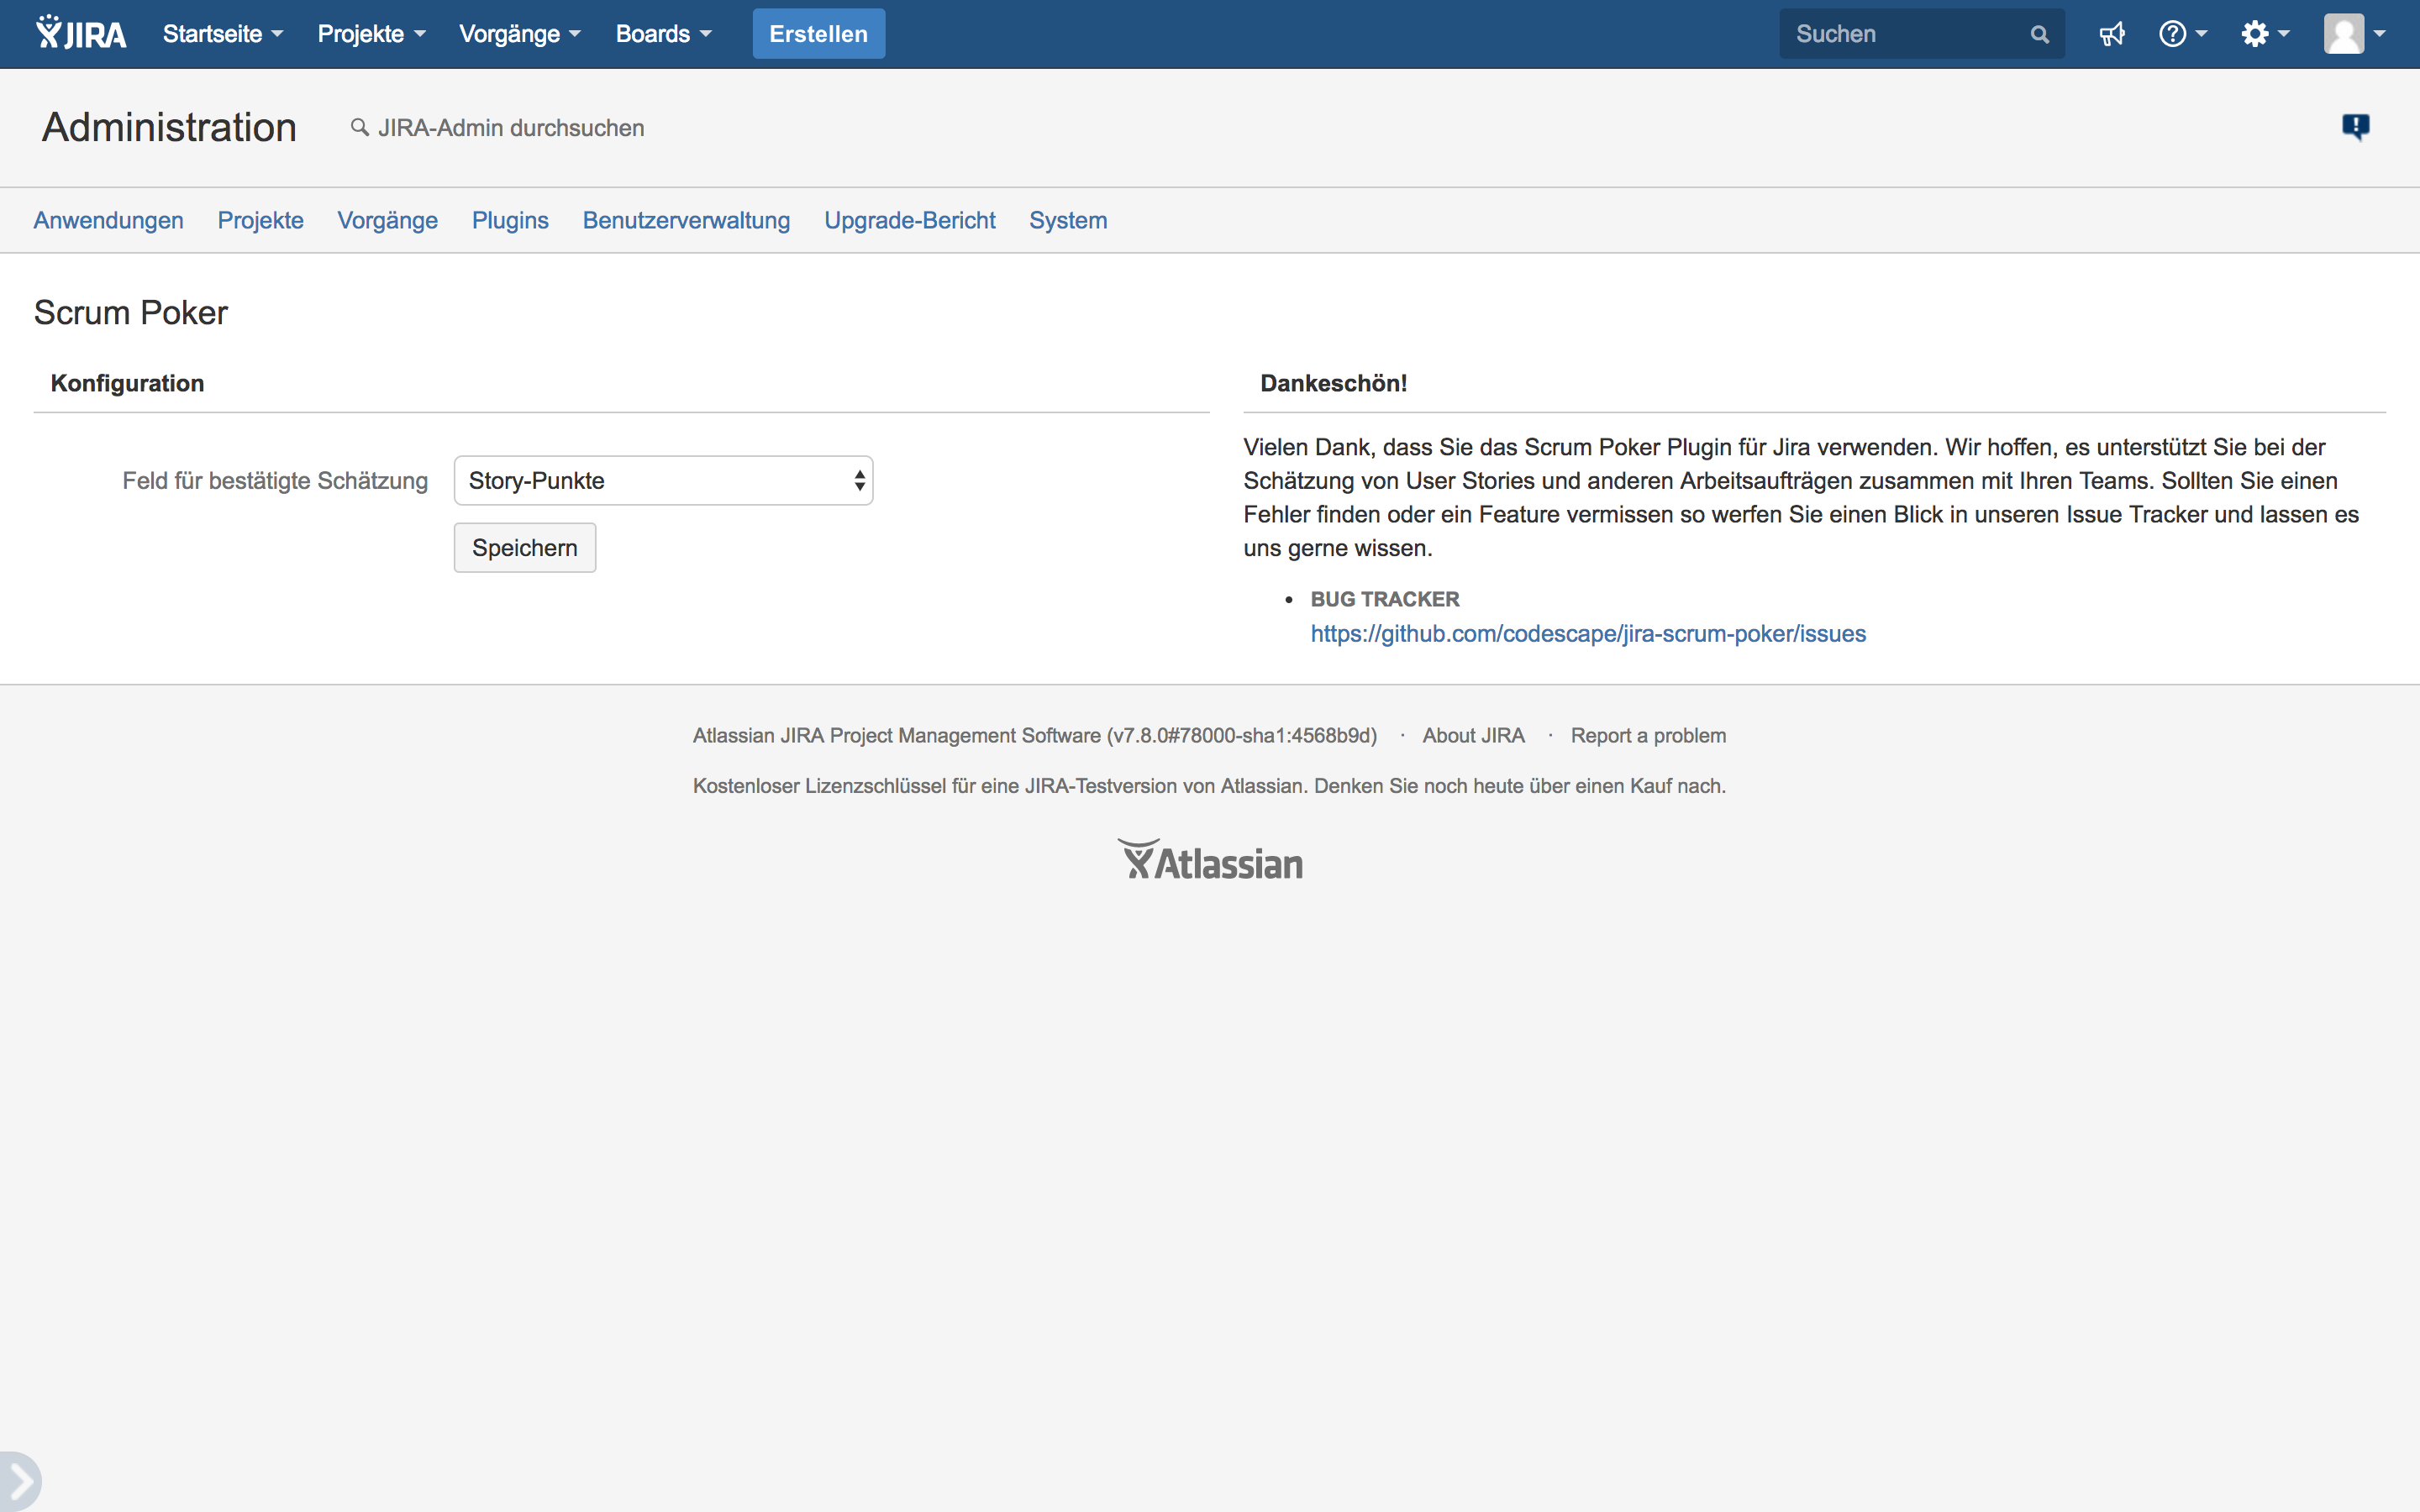 JIRA Startseite Projekte Vorgänge Boards Erstellen Suchen
Administration JIRA-Admin durchsuchen
Anwendungen Projekte Vorgänge Plugins Benutzerverwaltung Upgrade-Bericht System
Scrum Poker
Konfiguration
Feld für bestätigte Schätzung Story-Punkte
Speichern
Dankeschön!
Vielen Dank, dass Sie das Scrum Poker Plugin für Jira verwenden. Wir hoffen, es unterstützt Sie bei der
Schätzung von User Stories und anderen Arbeitsaufträgen zusammen mit Ihren Teams. Sollten Sie einen
Fehler finden oder ein Feature vermissen so werfen Sie einen Blick in unseren Issue Tracker und lassen es
uns gerne wissen.
• BUG TRACKER
https://github.com/codescape/jira-scrum-poker/issues
Atlassian JIRA Project Management Software (v7.8.0#78000-sha1:4568b9d) · About JIRA · Report a problem
Kostenloser Lizenzschlüssel für eine JIRA-Testversion von Atlassian. Denken Sie noch heute über einen Kauf nach.
Atlassian